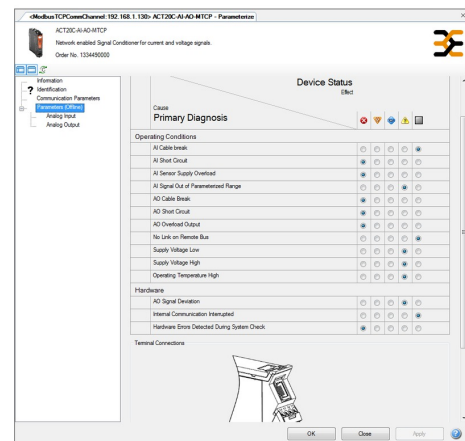 <ModbusTCPCommChannel:192.168.1.130> ACT20C-AI-AO-MTCP - Parameterize
ACT20C-AI-AO-MTCP
Network enabled Signal Conditioner for current and voltage signals.
Order No. 1334490000
Information
Identification
Communication Parameters
Parameters (Offline)
Analog Input
Analog Output
Device Status
Effect
Cause
Primary Diagnosis
Operating Conditions
AI Cable break
AI Short Circuit
AI Sensor Supply Overload
AI Signal Out of Parameterized Range
AO Cable Break
AO Short Circuit
AO Overload Output
No Link on Remote Bus
Supply Voltage Low
Supply Voltage High
Operating Temperature High
Hardware
AO Signal Deviation
Internal Communication Interrupted
Hardware Errors Detected During System Check
Terminal Connections
OK
Close
Apply